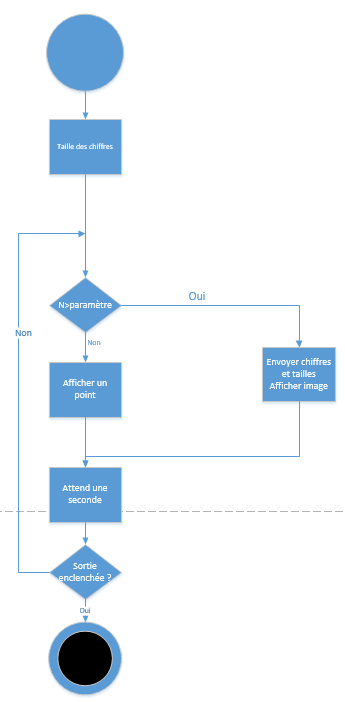 Taille des chiffres
Oui
N>paramètre
Non
Non
Envoyer chiffres
et tailles
Afficher image
Afficher un
point
Attend une
seconde
Sortie
enclenchée ?
Oui